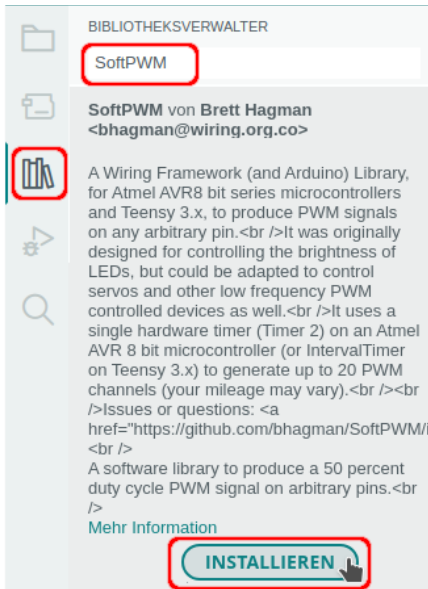 BIBLIOTHEKSVERWALTER
SoftPWM
SoftPWM von Brett Hagman
<bhagman@wiring.org.co>
A Wiring Framework (and Arduino) Library,
for Atmel AVR8 bit series microcontrollers
and Teensy 3.x, to produce PWM signals
on any arbitrary pin.<br />It was originally
designed for controlling the brightness of
LEDs, but could be adapted to control
servos and other low frequency PWM
controlled devices as well.<br />It uses a
single hardware timer (Timer 2) on an Atmel
AVR 8 bit microcontroller (or IntervalTimer
on Teensy 3.x) to generate up to 20 PWM
channels (your mileage may vary).<br /><br
/>Issues or questions: <a
href="https://github.com/bhagman/SoftPWM/i
<br />
A software library to produce a 50 percent
duty cycle PWM signal on arbitrary pins.<br
/>
Mehr Information
INSTALLIEREN